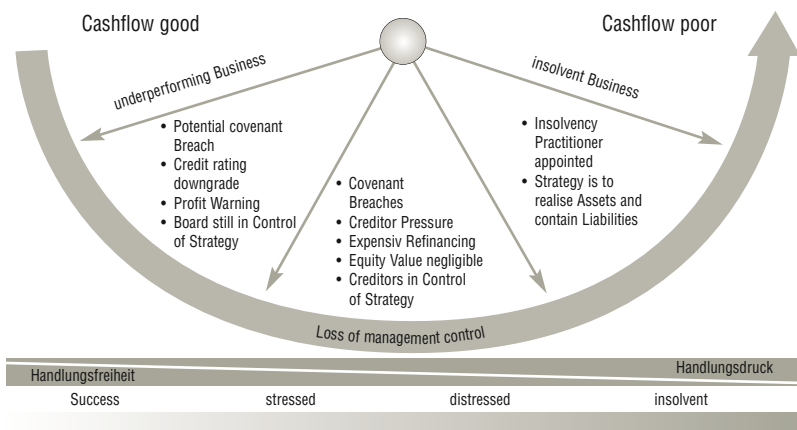 Cashflow good
Cashflow poor
underperforming Business
insolvent Business
• Potential covenant
Breach
• Credit rating
downgrade
• Profit Warning
• Board still in Control
of Strategy
• Covenant
Breaches
• Creditor Pressure
• Expensiv Refinancing
• Equity Value negligible
• Creditors in Control
of Strategy
• Insolvency
Practitioner
appointed
• Strategy is to
realise Assets and
contain Liabilities
Loss of management control
Handlungsfreiheit
Handlungsdruck
Success
stressed
distressed
insolvent